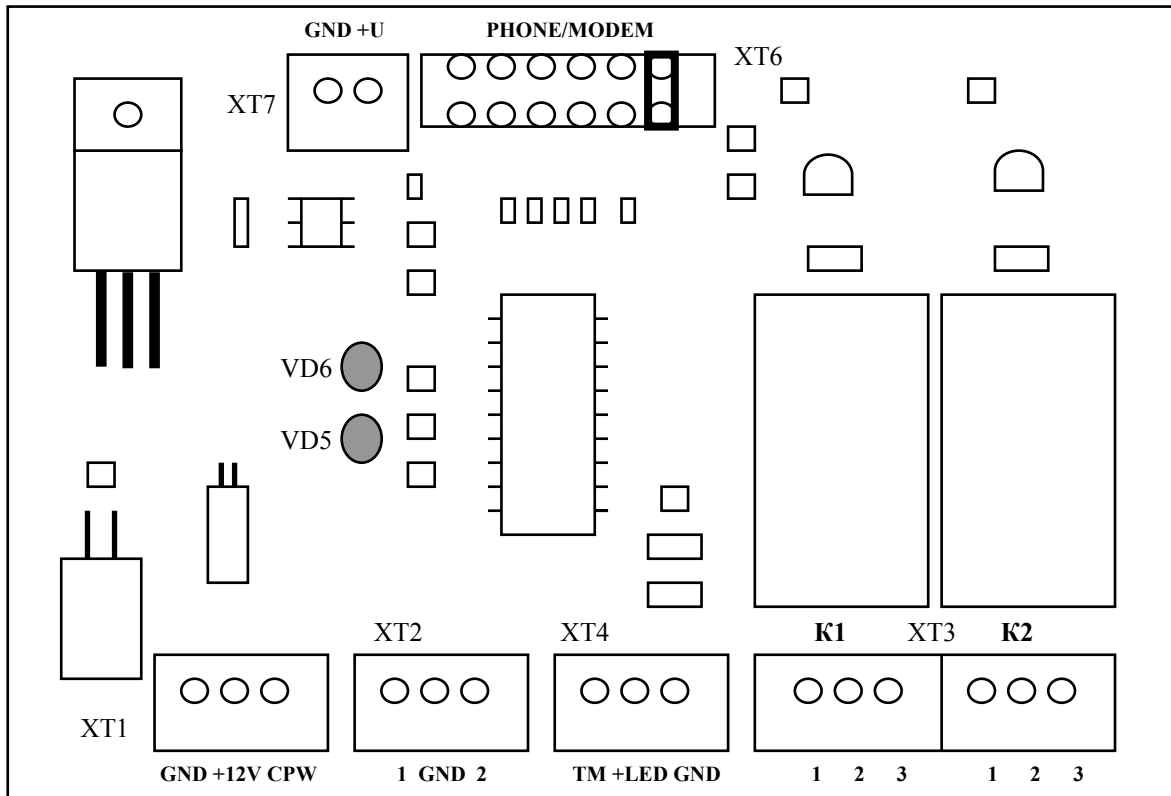 GND +U
PHONE/MODEM
XT6
XT7
VD6
VD5
XT2
XT4
К1
XT3
К2
XT1
GND +12V CPW
1 GND 2
TM +LED GND
1 2 3
1 2 3